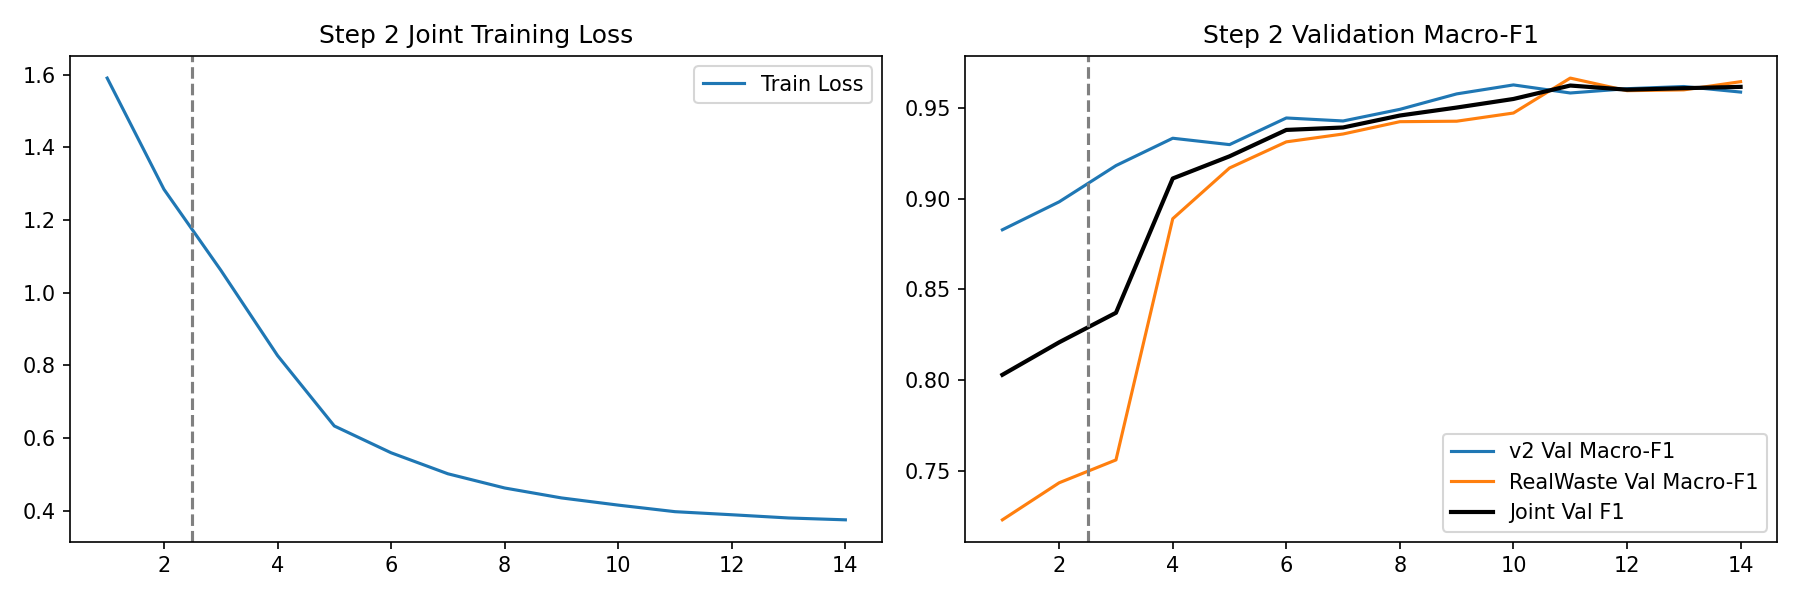 Step 2 Joint Training Loss
1.6
1.4
1.2
1.0
0.8
0.6
0.4
2 4 6 8 10 12 14
Train Loss
Step 2 Validation Macro-F1
0.95
0.90
0.85
0.80
0.75
2 4 6 8 10 12 14
v2 Val Macro-F1
RealWaste Val Macro-F1
Joint Val F1